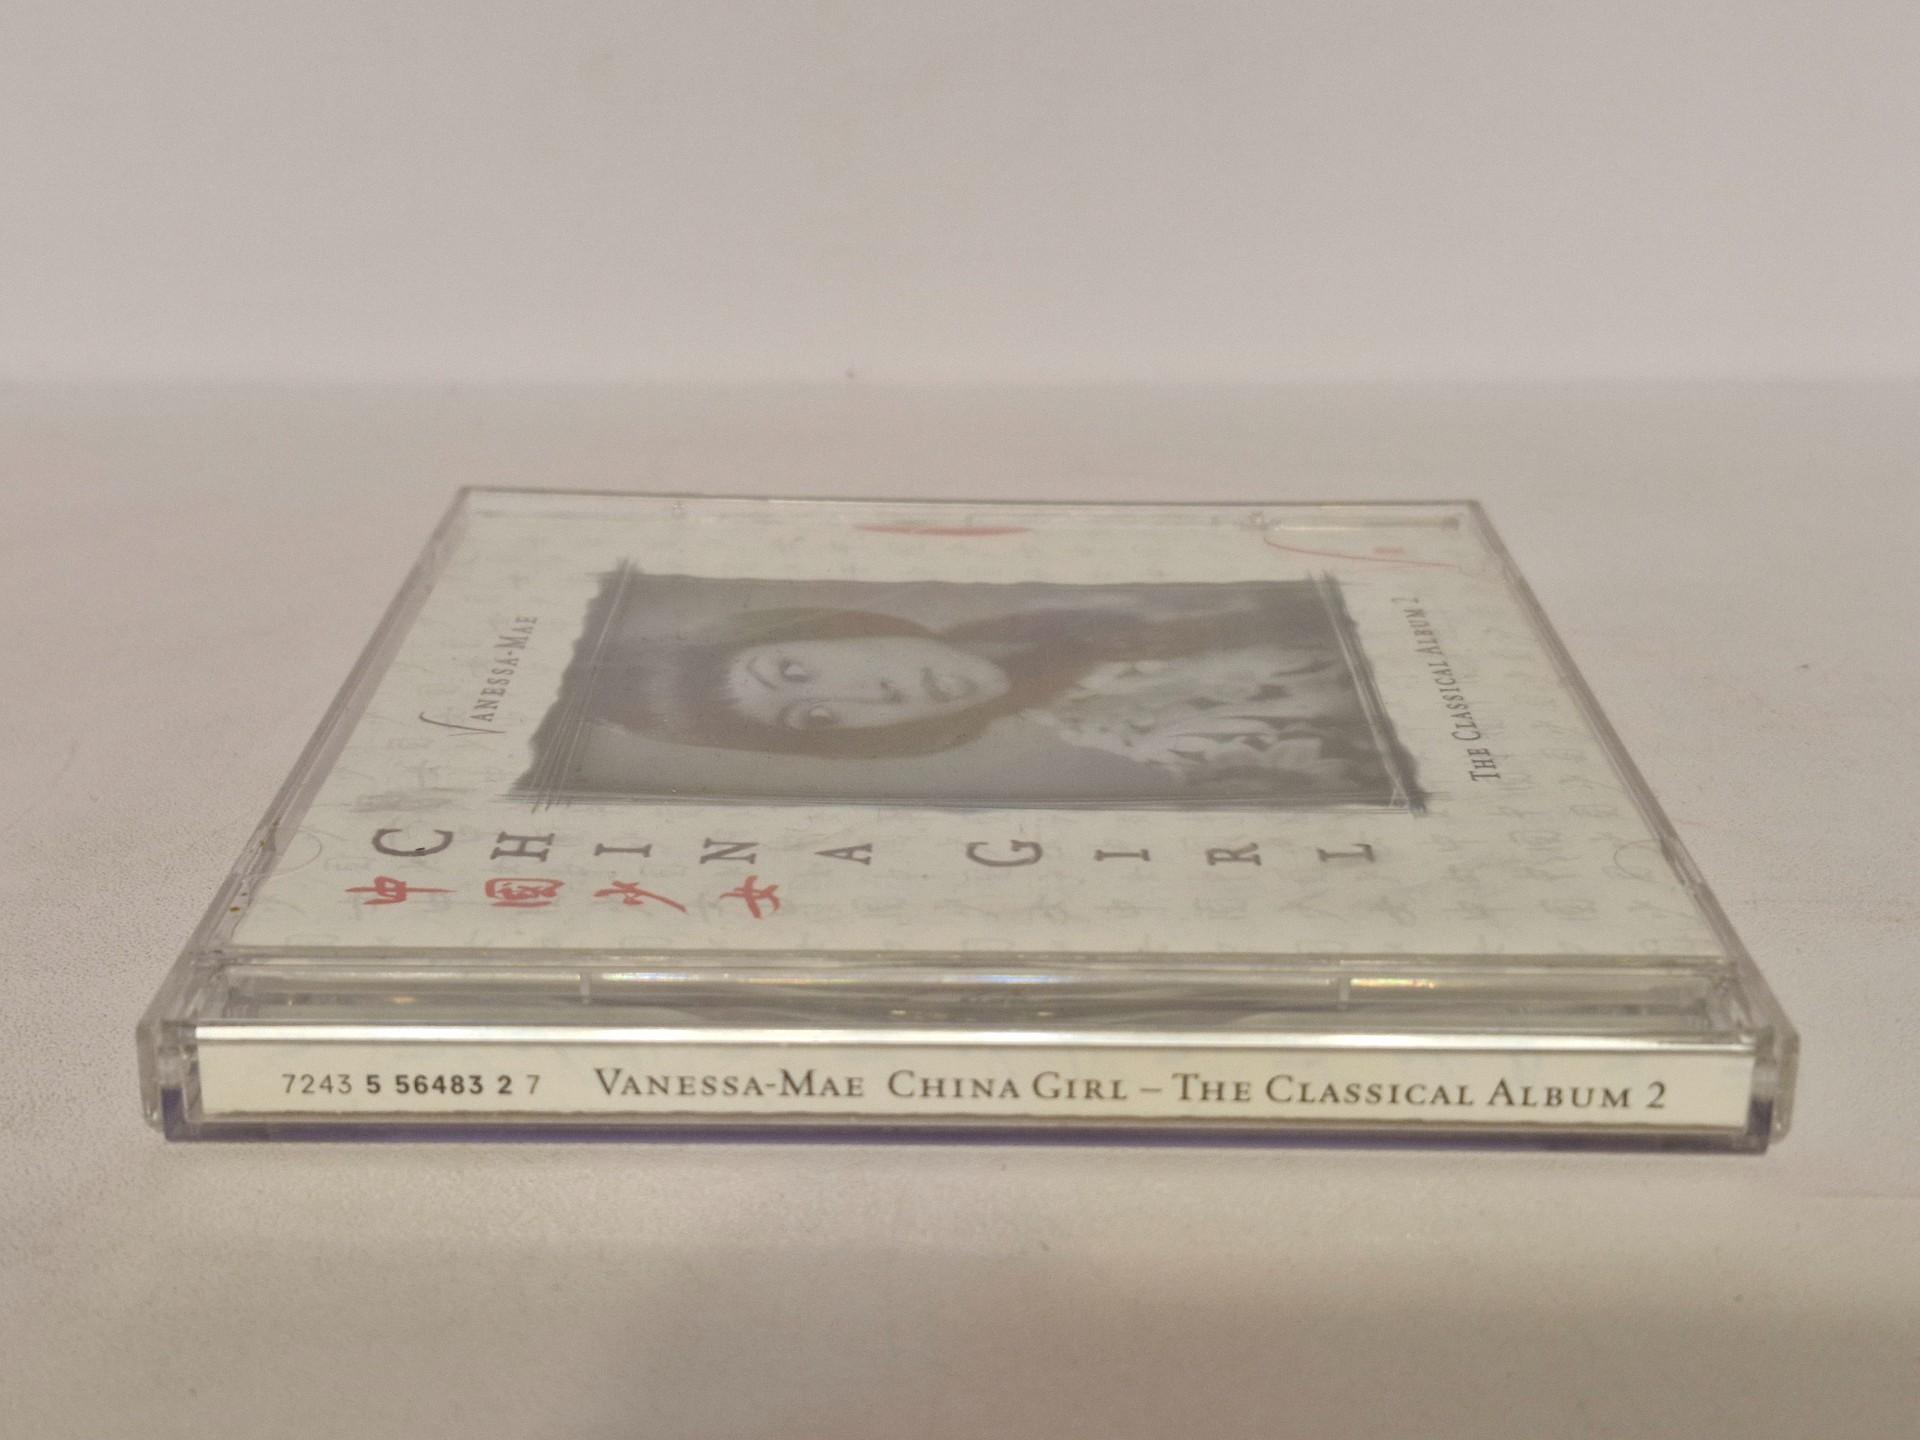 VANESSA-MAE
THE CLASSICAL ALBUM 2
CHINA GIRL
中國少女
7243 5 56483 2 7 VANESSA-MAE CHINA GIRL – THE CLASSICAL ALBUM 2